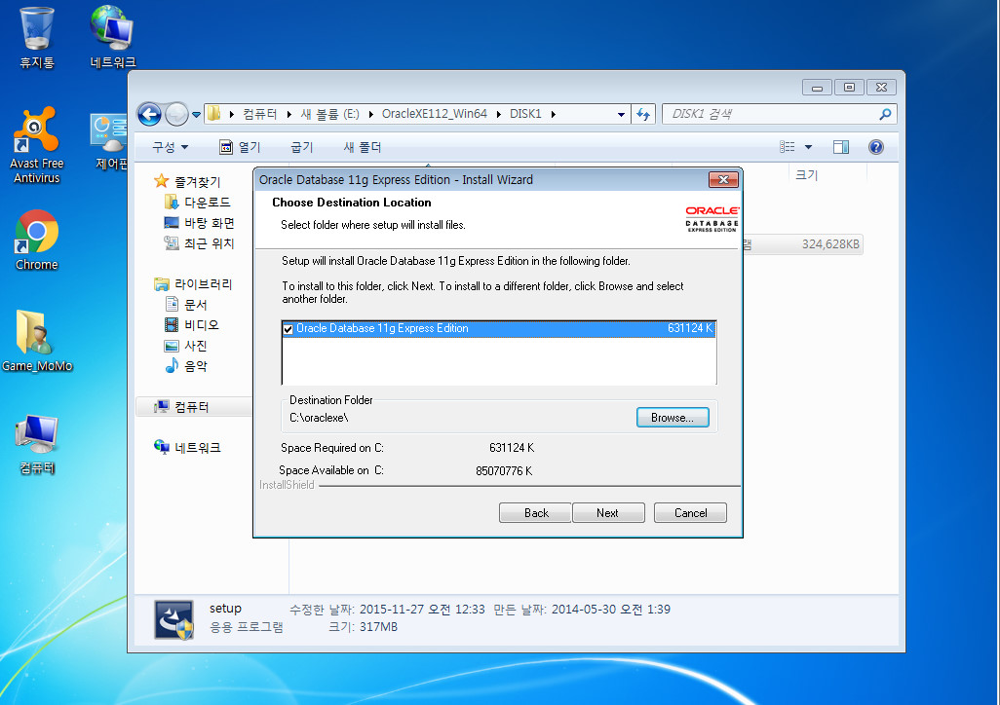 휴지통
네트워크
Avast Free
Antivirus
제어판
Chrome
Game_MoMo
컴퓨터
컴퓨터 새 볼륨 (E:) OracleXE112_Win64 DISK1
DISK1 검색
구성 열기 굽기 새 폴더
즐겨찾기
다운로드
바탕 화면
최근 위치
라이브러리
문서
비디오
사진
음악
컴퓨터
네트워크
크기
324,628KB
Oracle Database 11g Express Edition - Install Wizard
Choose Destination Location
Select folder where setup will install files.
ORACLE
DATABASE
EXPRESS EDITION
Setup will install Oracle Database 11g Express Edition in the following folder.
To install to this folder, click Next. To install to a different folder, click Browse and select
another folder.
Oracle Database 11g Express Edition 631124 K
Destination Folder
C:\oraclexe\
Browse...
Space Required on C: 631124 K
Space Available on C: 85070776 K
InstallShield
Back Next Cancel
setup 수정한 날짜: 2015-11-27 오전 12:33 만든 날짜: 2014-05-30 오전 1:39
응용 프로그램 크기: 317MB